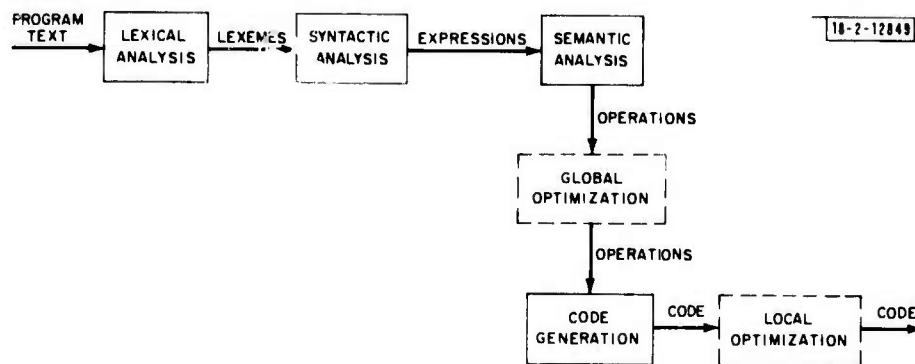 PROGRAM
TEXT
LEXICAL
ANALYSIS
LEXEMES
SYNTACTIC
ANALYSIS
EXPRESSIONS
SEMANTIC
ANALYSIS
18-2-12849
OPERATIONS
GLOBAL
OPTIMIZATION
OPERATIONS
CODE
GENERATION
CODE
LOCAL
OPTIMIZATION
CODE